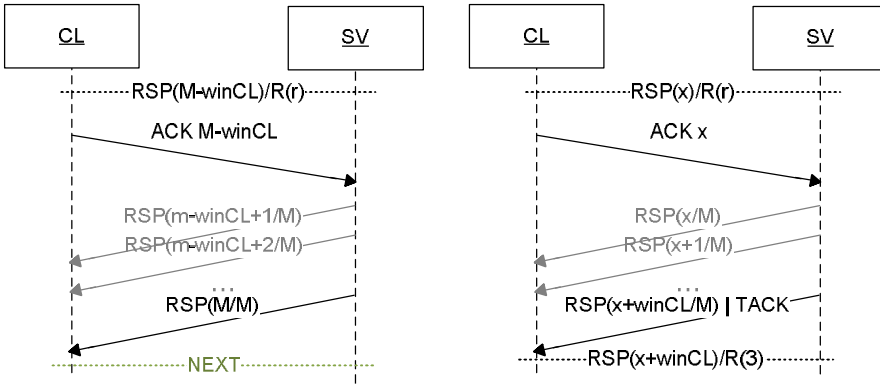 CL
SV
RSP(M-winCL)/R(r)
ACK M-winCL
RSP(m-winCL+1/M)
RSP(m-winCL+2/M)
...
RSP(M/M)
NEXT
CL
SV
RSP(x)/R(r)
ACK x
RSP(x/M)
RSP(x+1/M)
...
RSP(x+winCL/M) | TACK
RSP(x+winCL)/R(3)